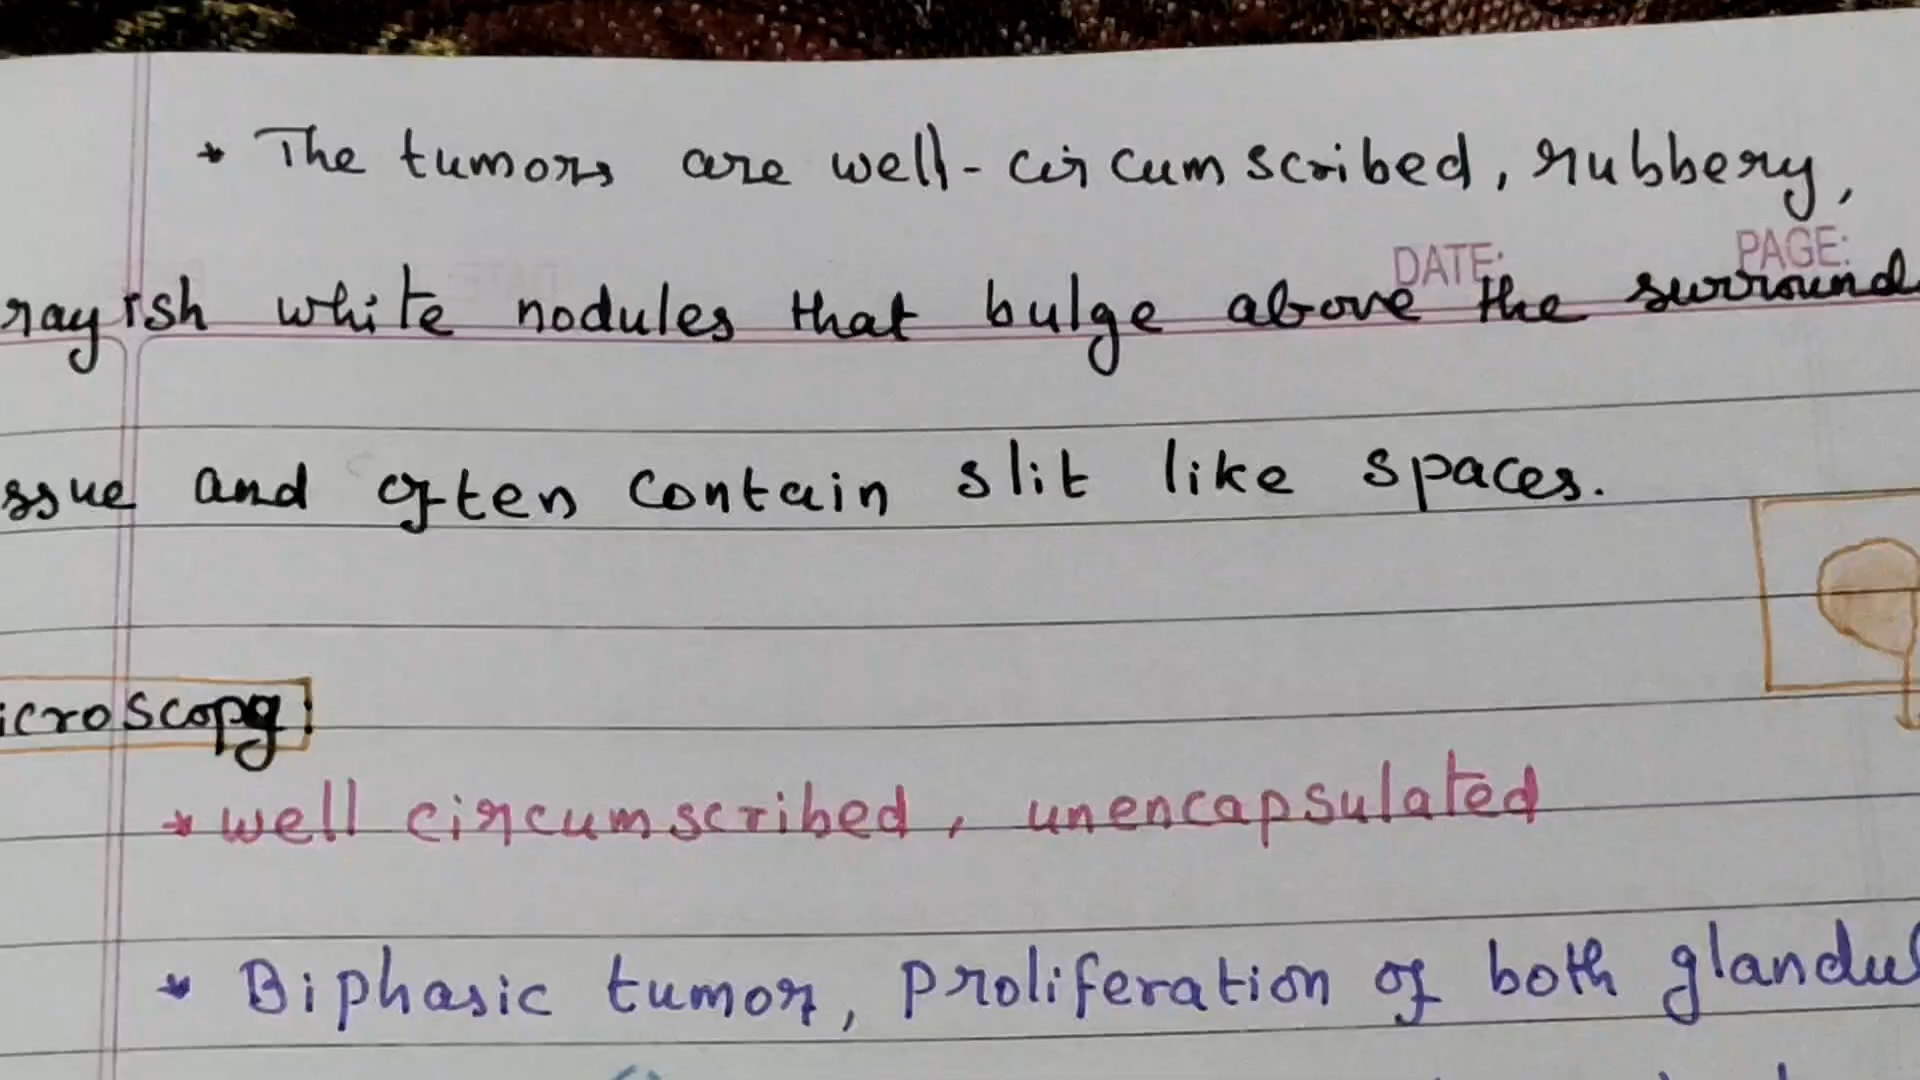 * The tumors are well-circumscribed, rubbery,
DATE: PAGE:
rayish white nodules that bulge above the surround
ssue and often contain slit like spaces.
icroscopy:
* well circumscribed, unencapsulated
* Biphasic tumor, proliferation of both glandul